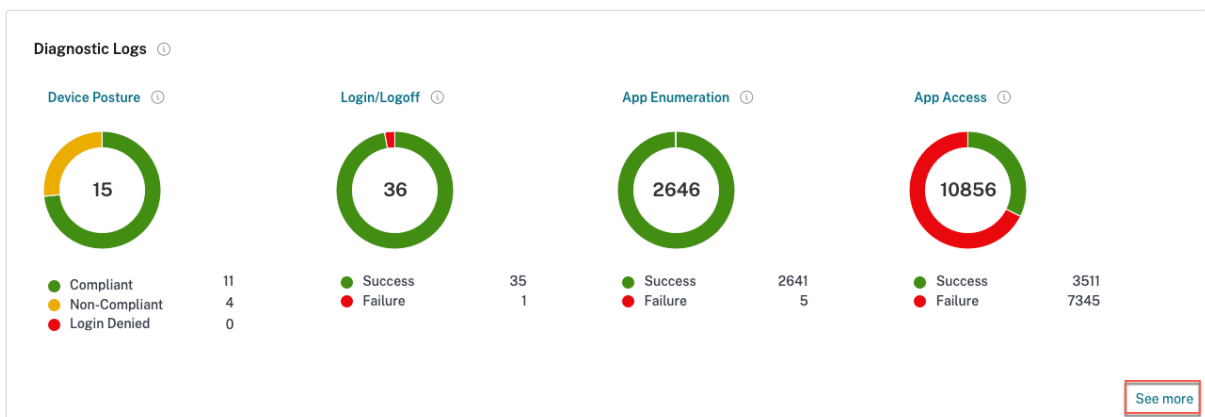 Diagnostic Logs
Device Posture
15
Compliant 11
Non-Compliant 4
Login Denied 0
Login/Logoff
36
Success 35
Failure 1
App Enumeration
2646
Success 2641
Failure 5
App Access
10856
Success 3511
Failure 7345
See more